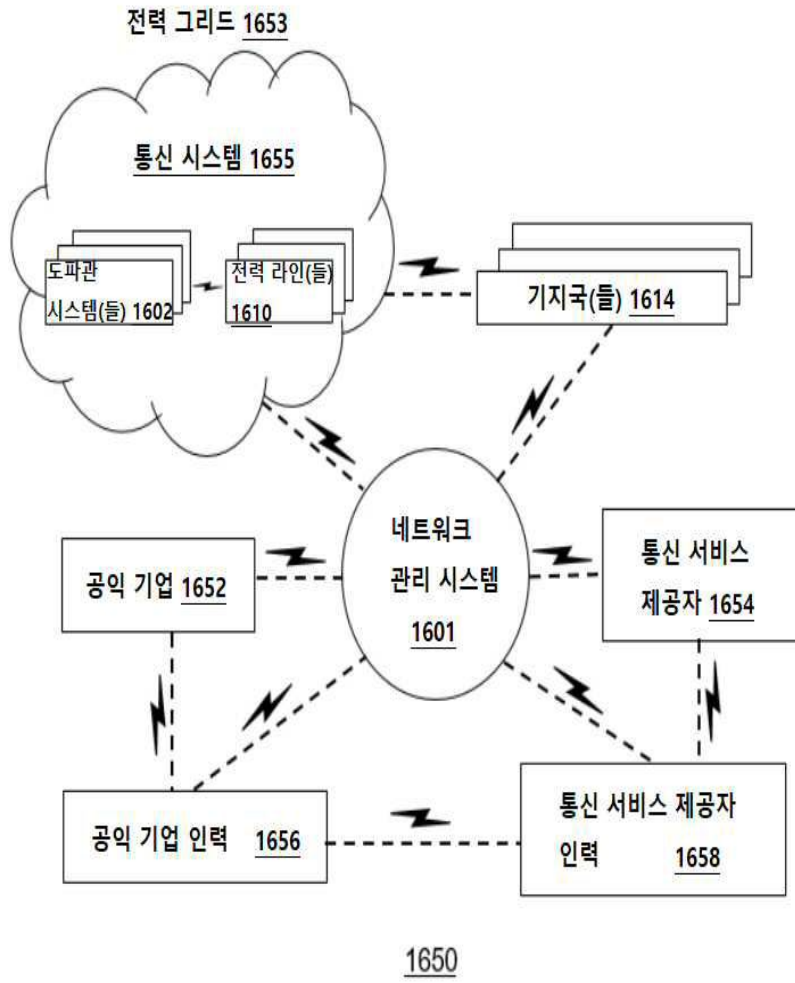 전력 그리드 1653
통신 시스템 1655
도파관
시스템(들) 1602
전력 라인(들)
1610
기지국(들) 1614
네트워크
관리 시스템
1601
공익 기업 1652
통신 서비스
제공자 1654
공익 기업 인력 1656
통신 서비스 제공자
인력 1658
1650